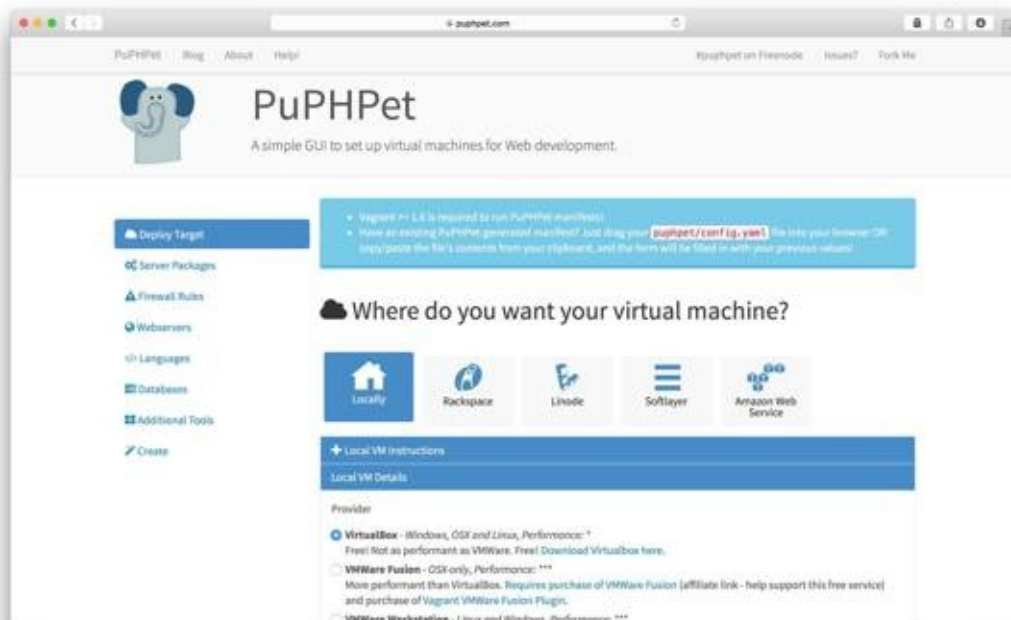 puphpet.com
PuPHPet Blog About Help! #puphpet on Freenode Issues? Fork Me
PuPHPet
A simple GUI to set up virtual machines for Web development.
Deploy Target
Server Packages
Firewall Rules
Webservers
Languages
Databases
Additional Tools
Create
Vagrant >= 1.6 is required to run PuPHPet manifests!
Have an existing PuPHPet-generated manifest? Just drag your puphpet/config.yaml file into your browser OR
copy/paste the file's contents from your clipboard, and the form will be filled in with your previous values!
Where do you want your virtual machine?
Locally
Rackspace
Linode
Softlayer
Amazon Web
Service
Local VM Instructions
Local VM Details
Provider
VirtualBox - Windows, OSX and Linux, Performance: *
Free! Not as performant as VMWare. Free! Download Virtualbox here.
VMWare Fusion - OSX-only, Performance: ***
More performant than VirtualBox. Requires purchase of VMWare Fusion (affiliate link - help support this free service)
and purchase of Vagrant VMWare Fusion Plugin.
VMWare Workstation - Linux and Windows, Performance: ***